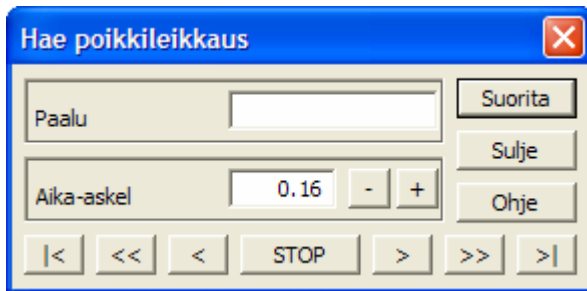 Hae poikkileikkaus
Paalu
Suorita
Sulje
Aika-askel 0.16 - +
Ohje
|< << < STOP > >> >|